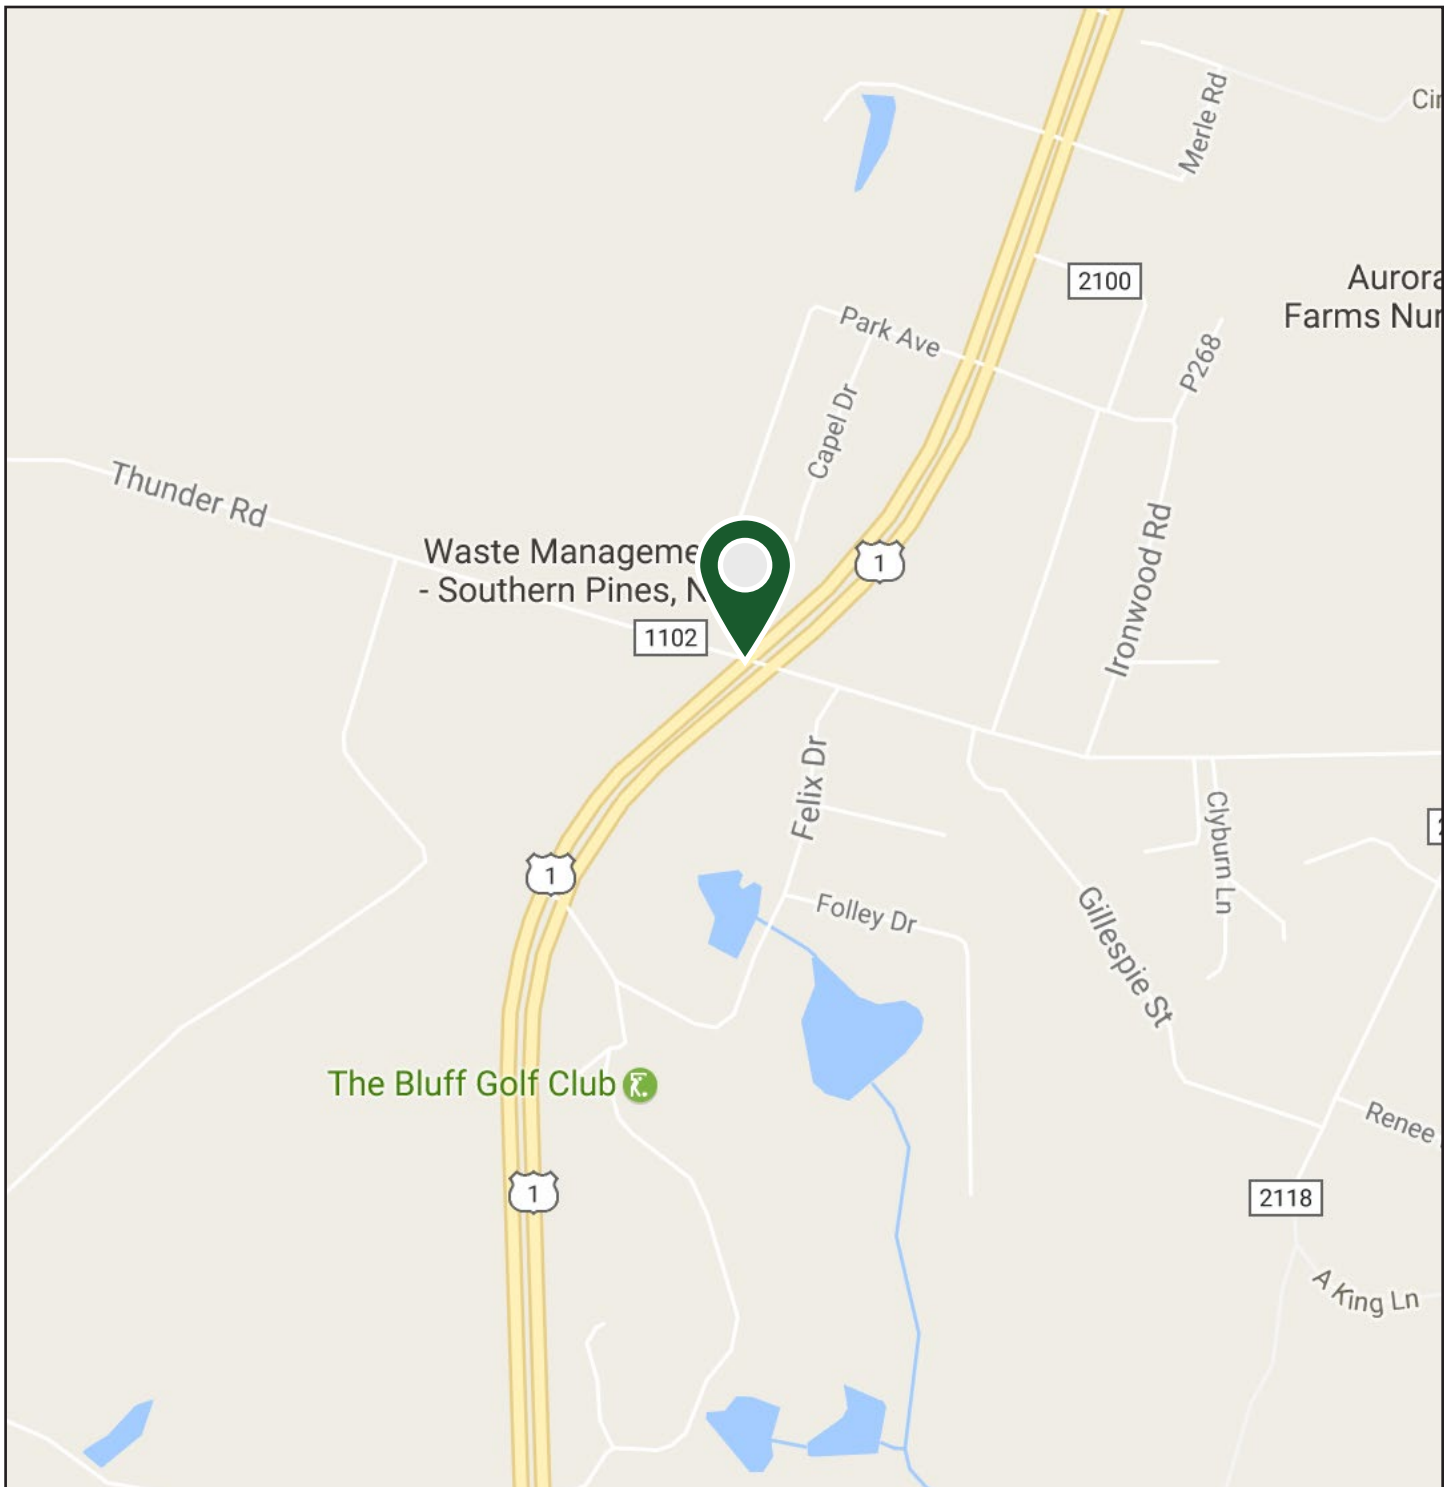 Merle Rd
Cir
2100
Aurora
Farms Nur
Park Ave
P268
Capel Dr
Thunder Rd
Ironwood Rd
Waste Manageme
- Southern Pines, N
1
1102
Felix Dr
Clyburn Ln
1
Folley Dr
Gillespie St
The Bluff Golf Club
Renee
1
2118
A King Ln